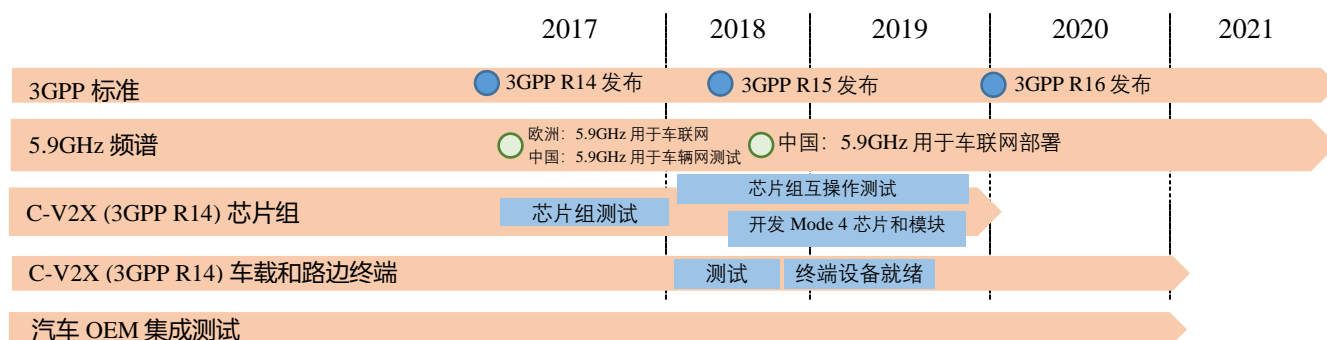 2017 2018 2019 2020 2021
3GPP 标准
3GPP R14 发布
3GPP R15 发布
3GPP R16 发布
5.9GHz 频谱
欧洲：5.9GHz 用于车联网
中国：5.9GHz 用于车辆网测试
中国：5.9GHz 用于车联网部署
C-V2X (3GPP R14) 芯片组
芯片组测试
芯片组互操作测试
开发 Mode 4 芯片和模块
C-V2X (3GPP R14) 车载和路边终端
测试
终端设备就绪
汽车 OEM 集成测试